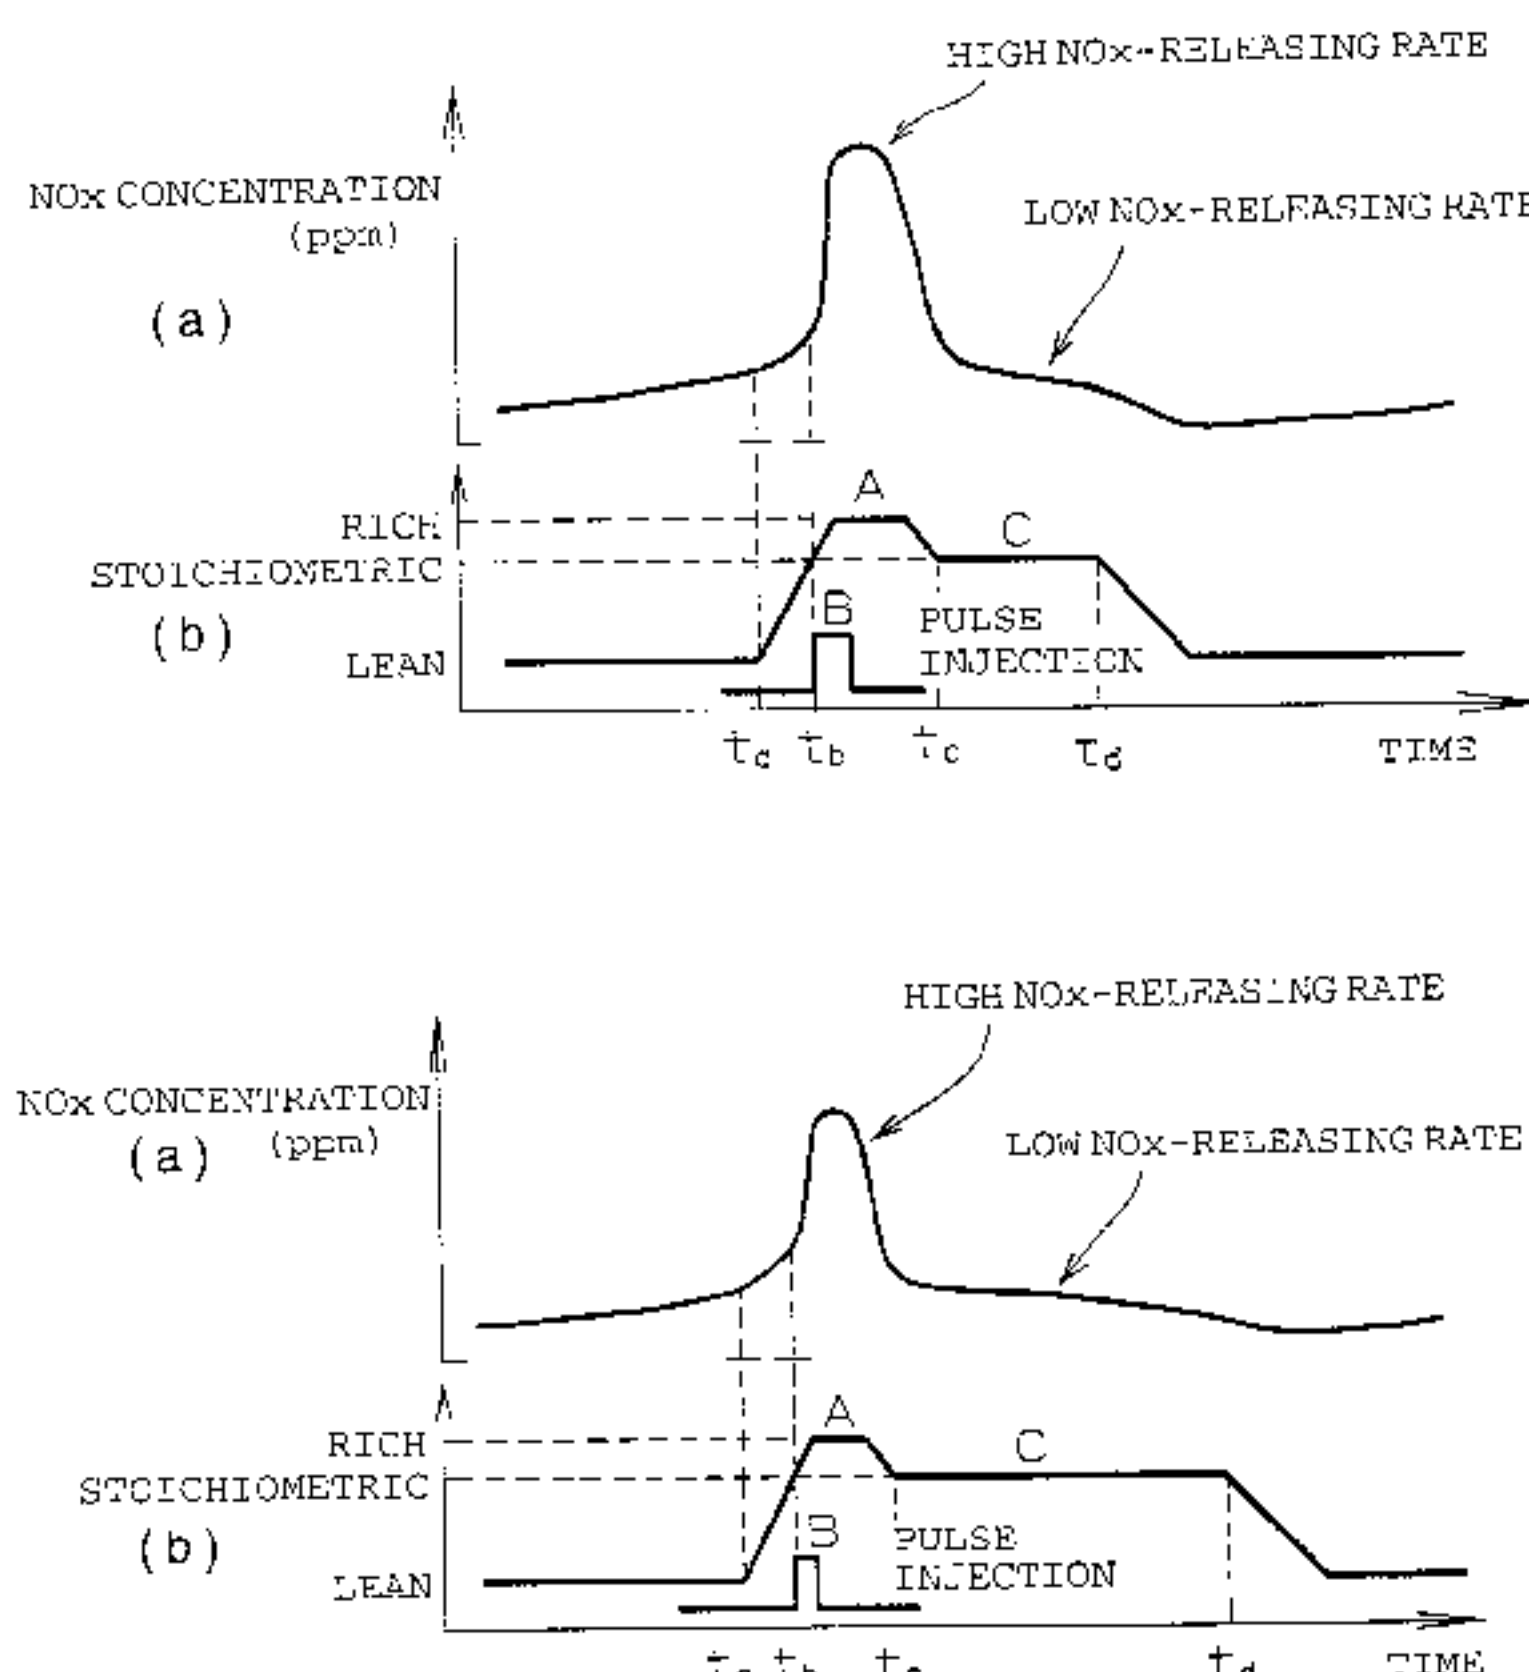 HIGH NOx-RELEASING RATE
NOx CONCENTRATION
(ppm)
LOW NOx-RELEASING RATE
(a)
A
RICH
C
STOICHIOMETRIC
B
PULSE
(b)
INJECTION
LEAN
tb
tc
td
TIME
HIGH NOx-RELEASING RATE
NOx CONCENTRATION
(ppm)
(a)
LOW NOx-RELEASING RATE
A
RICH
C
STOICHIOMETRIC
B
PULSE
(b)
INJECTION
LEAN
TIME